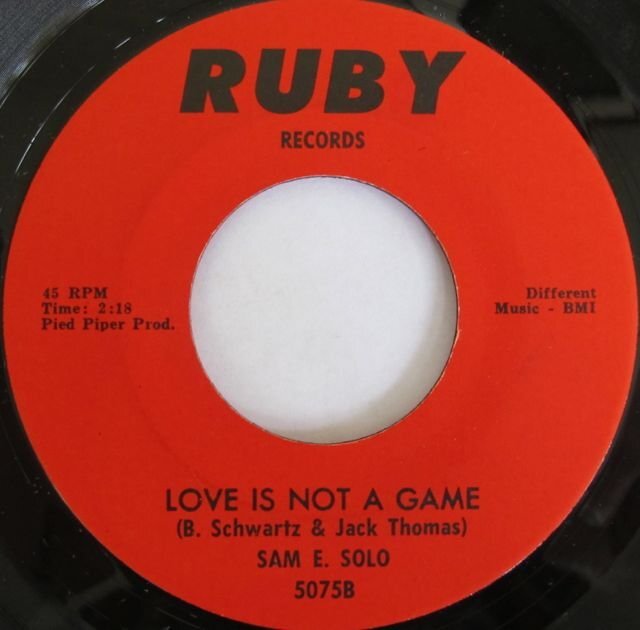 RUBY
RECORDS
45 RPM
Time: 2:18
Pied Piper Prod.
Different
Music - BMI
LOVE IS NOT A GAME
(B. Schwartz & Jack Thomas)
SAM E. SOLO
5075B